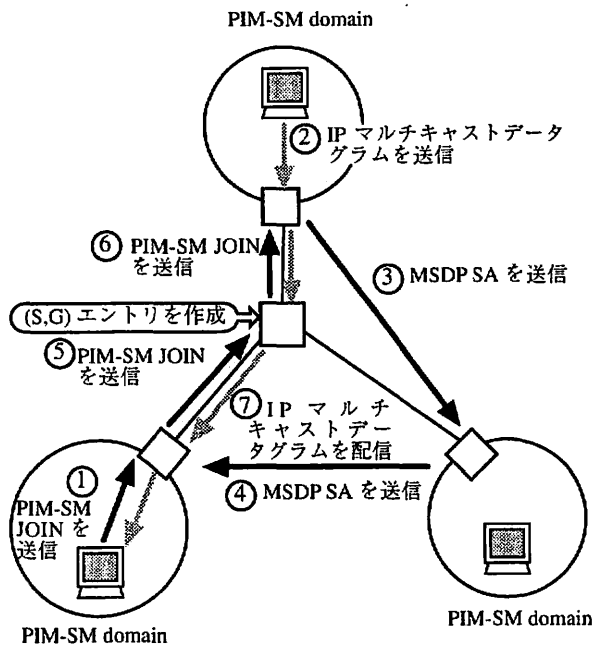 PIM-SM domain
② IP マルチキャストデータ
グラムを送信
⑥ PIM-SM JOIN
を送信
③ MSDP SA を送信
(S,G) エントリを作成
⑤ PIM-SM JOIN
を送信
⑦ IP マルチ
キャストデー
タグラムを配信
①
PIM-SM
JOIN を
送信
④ MSDP SA を送信
PIM-SM domain
PIM-SM domain